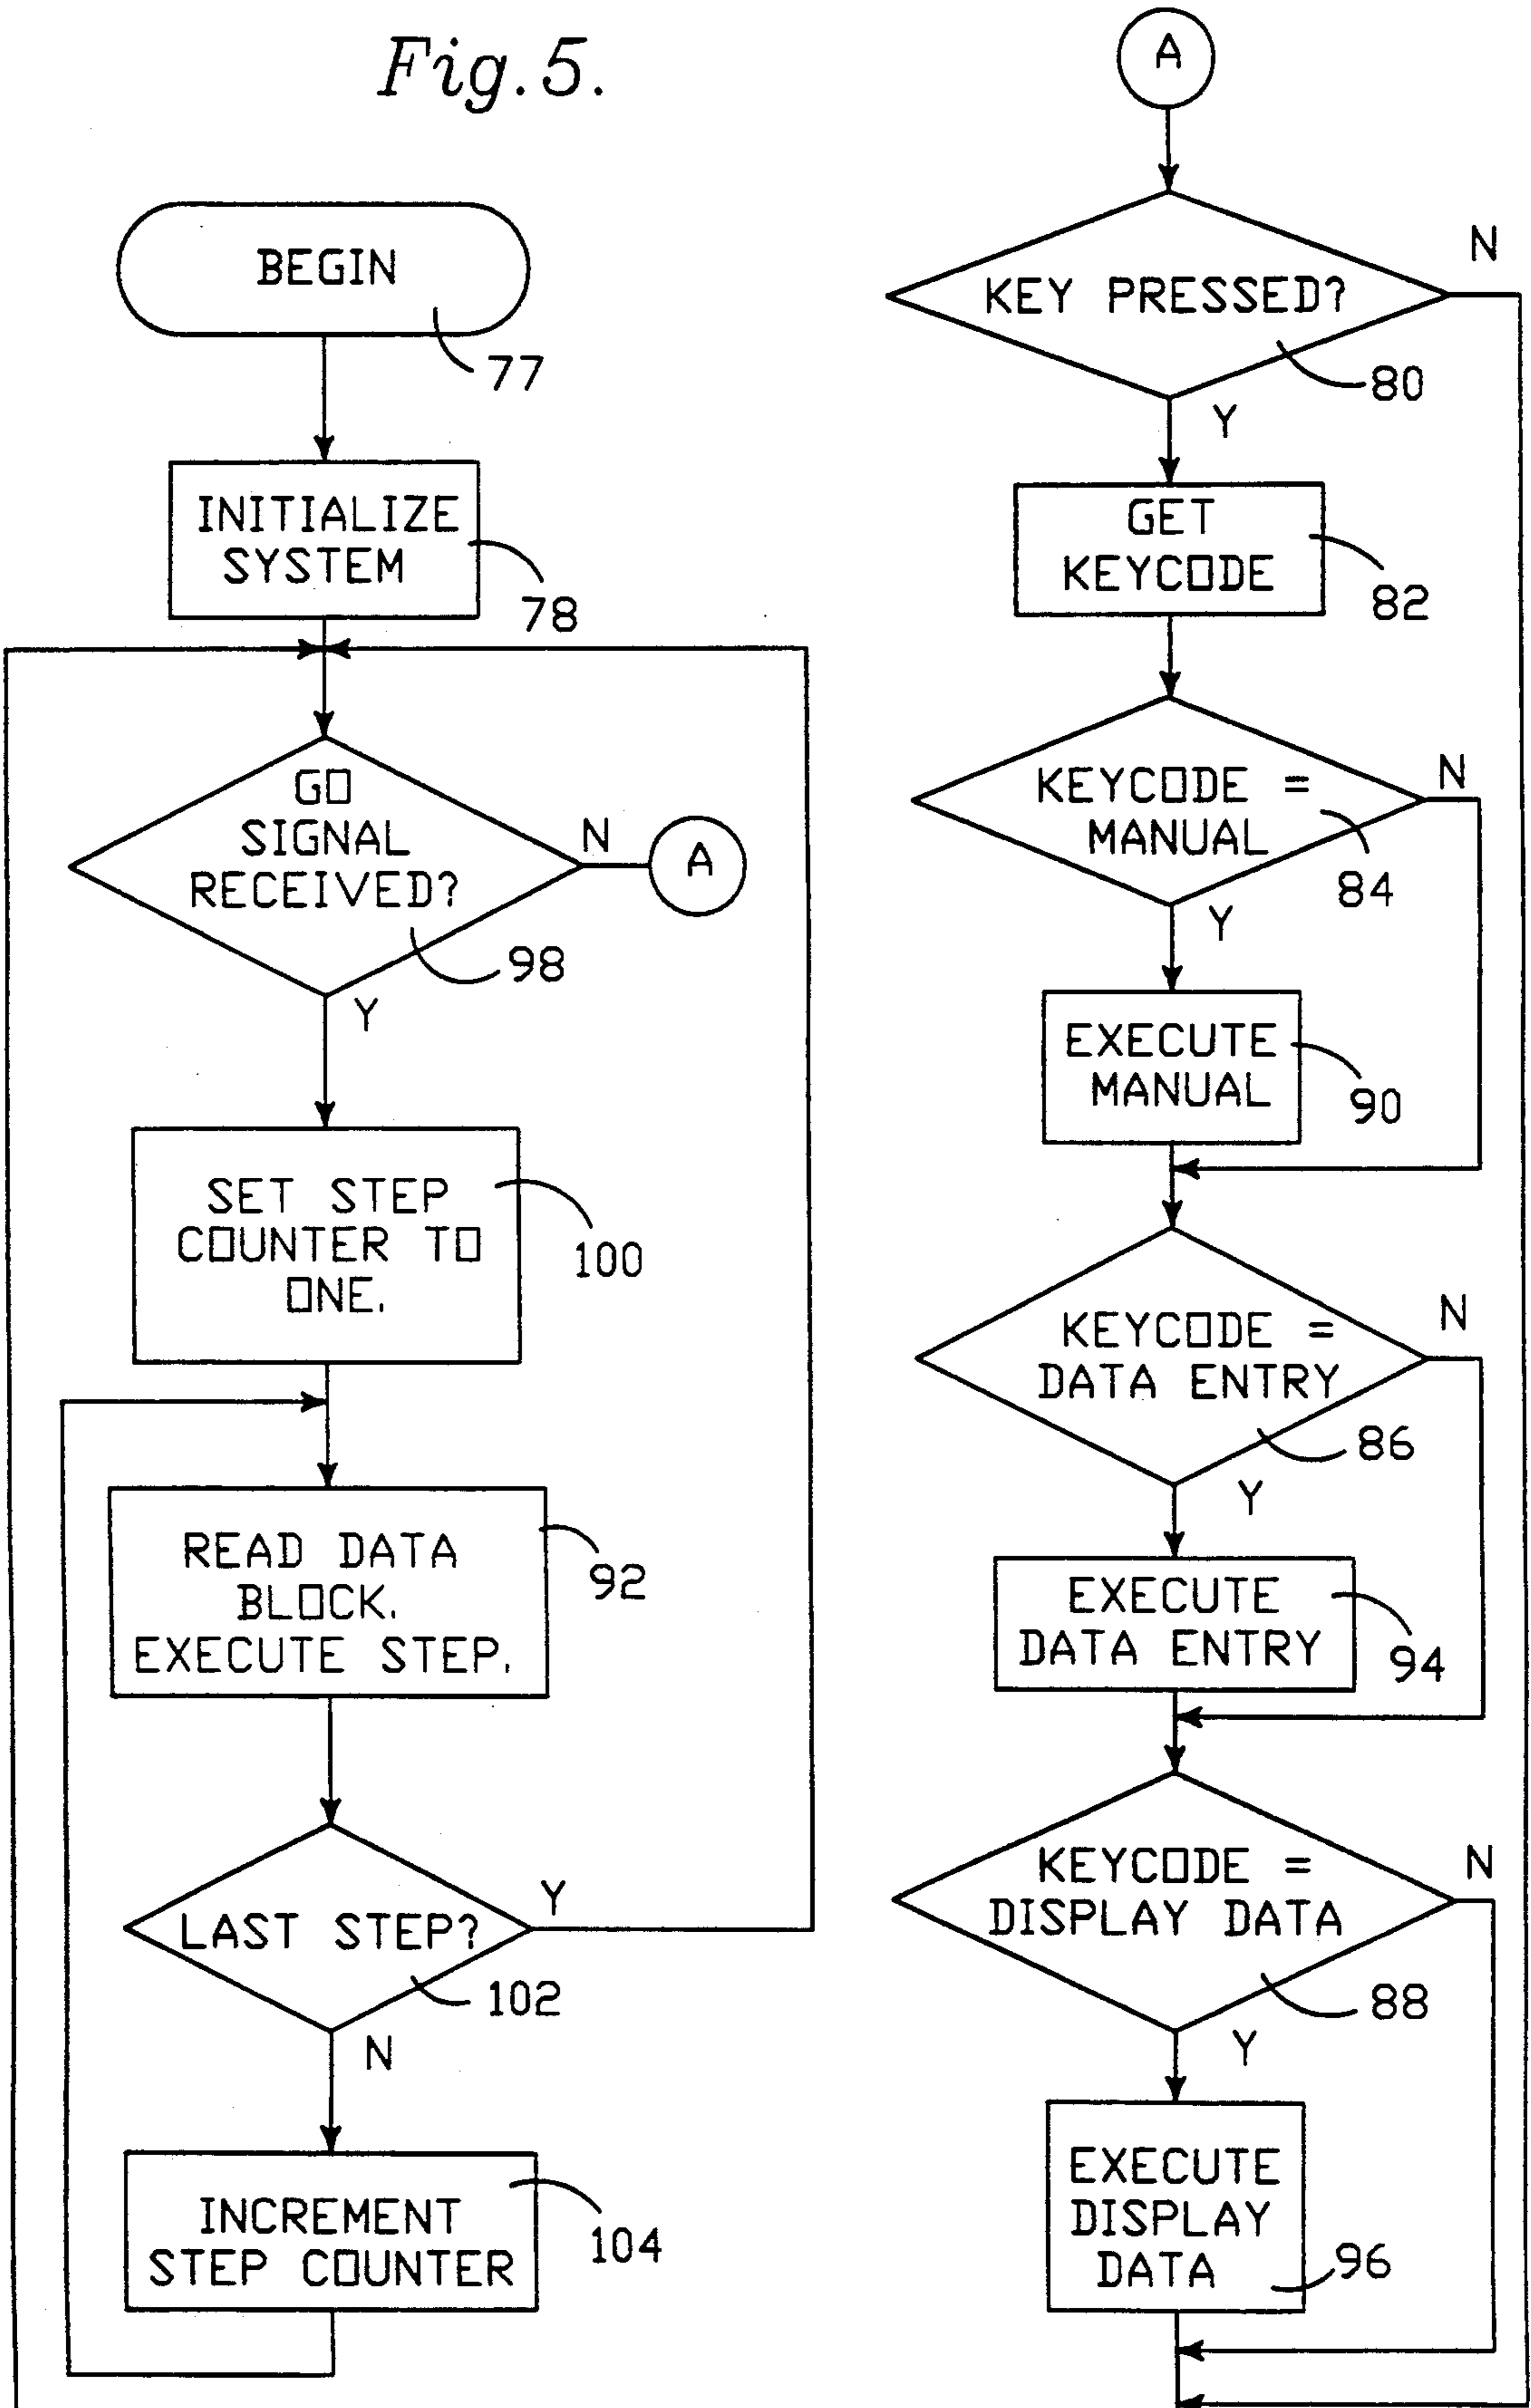 Fig. 5.
BEGIN
77
INITIALIZE
SYSTEM
78
GO
SIGNAL
RECEIVED?
N
A
98
Y
SET STEP
COUNTER TO
ONE.
100
READ DATA
BLOCK.
EXECUTE STEP.
92
LAST STEP?
Y
102
N
INCREMENT
STEP COUNTER
104
A
KEY PRESSED?
N
80
Y
GET
KEYCODE
82
KEYCODE =
MANUAL
N
84
Y
EXECUTE
MANUAL
90
KEYCODE =
DATA ENTRY
N
86
Y
EXECUTE
DATA ENTRY
94
KEYCODE =
DISPLAY DATA
N
88
Y
EXECUTE
DISPLAY
DATA
96